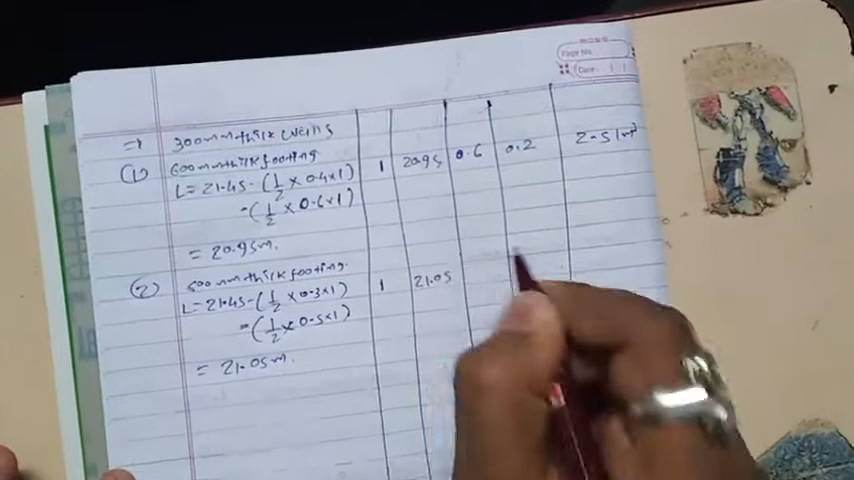 Page No.
Date: / /
=> 300mm thick walls
(1) 600mm thick footing
L = 21.45 - (1/2 × 0.4 × 1) 1 20.95 0.6 0.2 2.51m³
- (1/2 × 0.6 × 1)
= 20.95m.
(2) 500mm thick footing.
L = 21.45 - (1/2 × 0.3 × 1) 1 21.05
- (1/2 × 0.5 × 1)
= 21.05m.